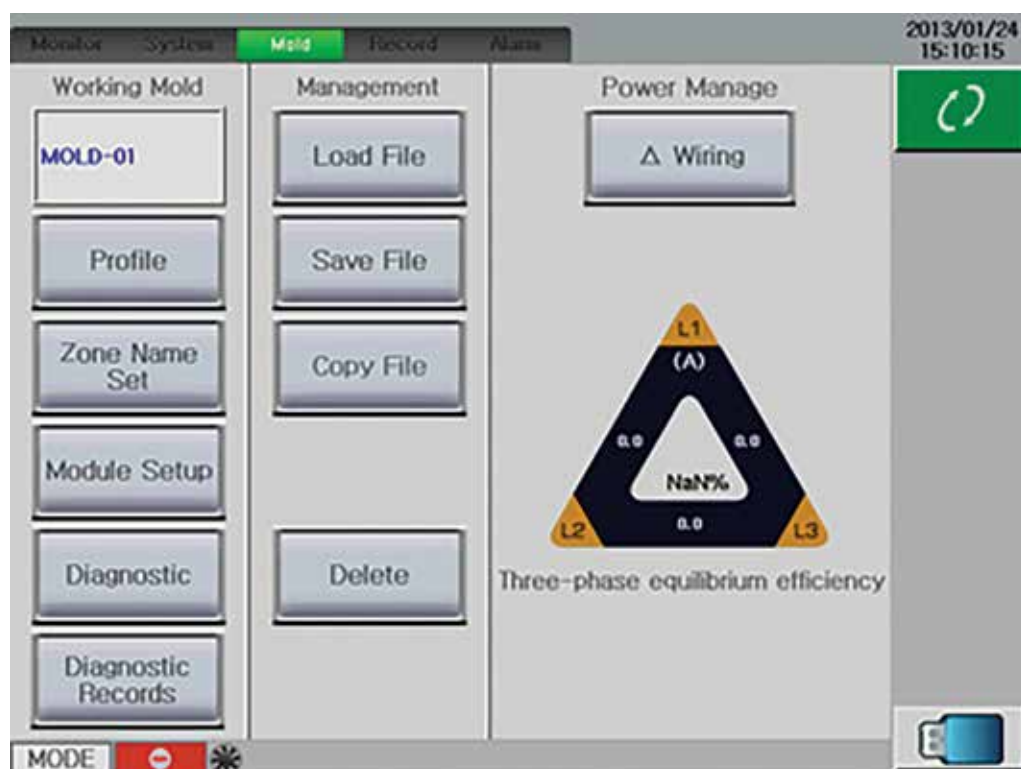 Monitor System Mold Record Alarm
2013/01/24
15:10:15
Working Mold
MOLD-01
Profile
Zone Name
Set
Module Setup
Diagnostic
Diagnostic
Records
Management
Load File
Save File
Copy File
Delete
Power Manage
Δ Wiring
L1
(A)
0.0 0.0
NaN%
L2 0.0 L3
Three-phase equilibrium efficiency
MODE